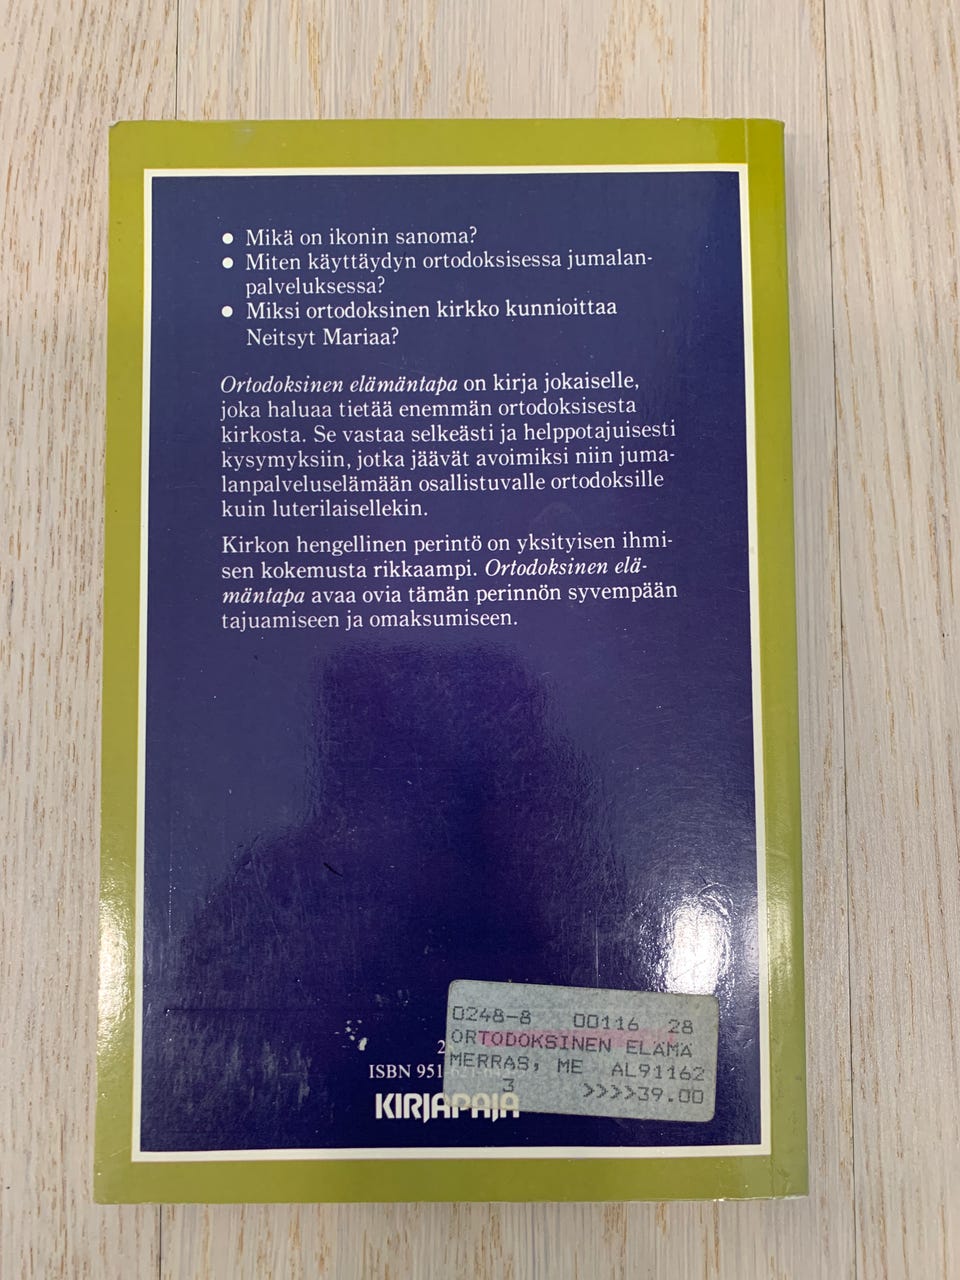 • Mikä on ikonin sanoma?
• Miten käyttäydyn ortodoksisessa jumalan-
palveluksessa?
• Miksi ortodoksinen kirkko kunnioittaa
Neitsyt Mariaa?
Ortodoksinen elämäntapa on kirja jokaiselle,
joka haluaa tietää enemmän ortodoksisesta
kirkosta. Se vastaa selkeästi ja helppotajuisesti
kysymyksiin, jotka jäävät avoimiksi niin juma-
lanpalveluselämään osallistuvalle ortodoksille
kuin luterilaisellekin.
Kirkon hengellinen perintö on yksityisen ihmi-
sen kokemusta rikkaampi. Ortodoksinen elä-
mäntapa avaa ovia tämän perinnön syvempään
tajuamiseen ja omaksumiseen.
0248-8 00116 28
ORTODOKSINEN ELÄMÄ
MERRAS, ME AL91162
3 >>>>39.00
2
ISBN 951-621-
KIRJAPAJA